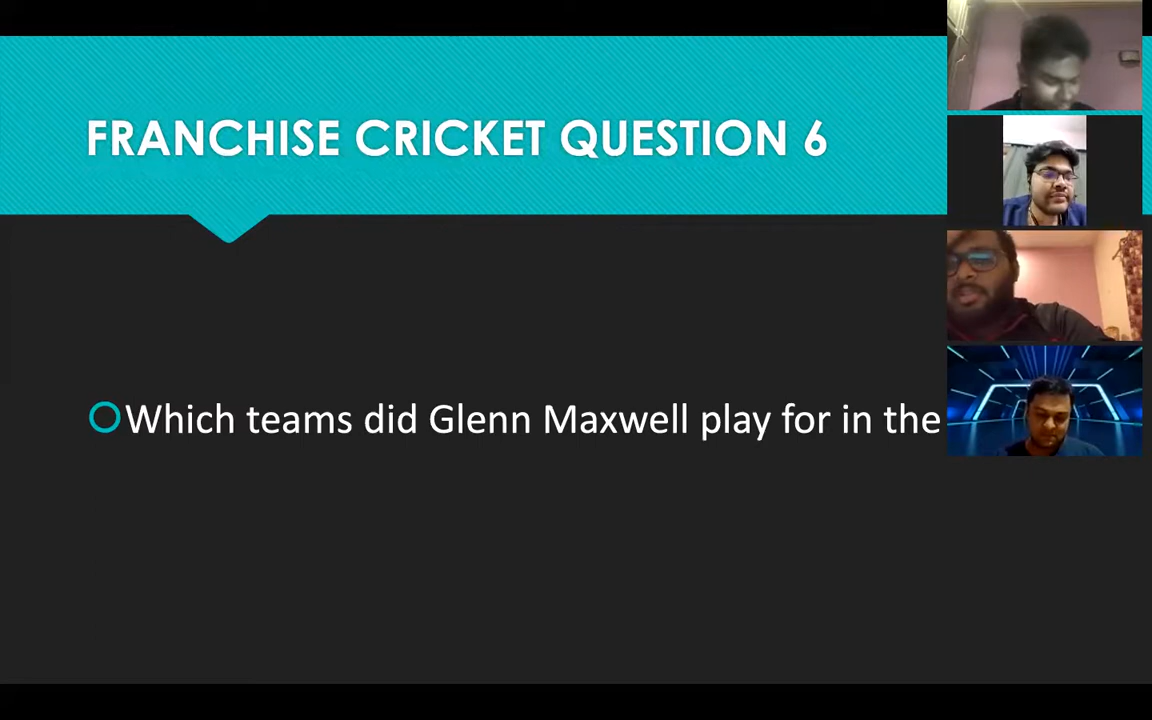 FRANCHISE CRICKET QUESTION 6
Which teams did Glenn Maxwell play for in the